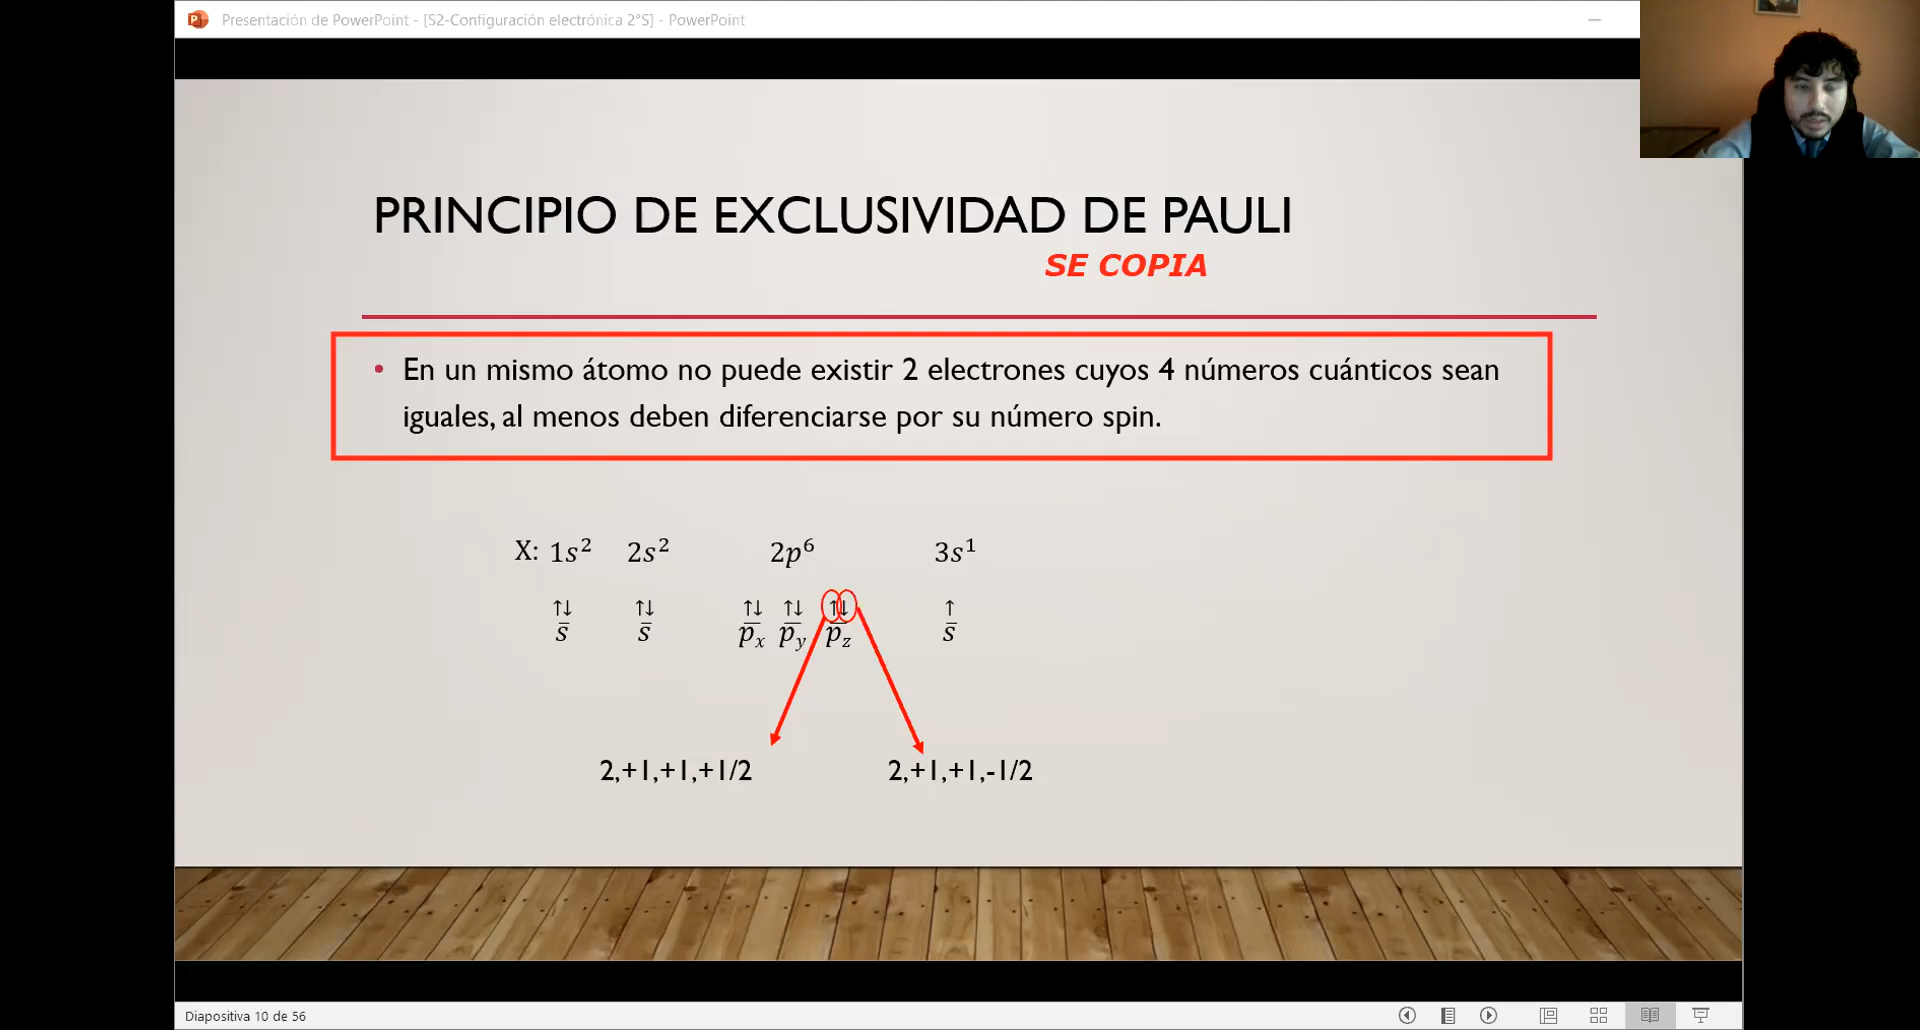 Presentación de PowerPoint - [S2-Configuración electrónica 2°S] - PowerPoint
PRINCIPIO DE EXCLUSIVIDAD DE PAULI
SE COPIA
• En un mismo átomo no puede existir 2 electrones cuyos 4 números cuánticos sean
iguales, al menos deben diferenciarse por su número spin.
X: 1s² 2s² 2p⁶ 3s¹
↑↓ ↑↓ ↑↓ ↑↓ ↑↓ ↑
s s pₓ p_y p_z s
2,+1,+1,+1/2 2,+1,+1,-1/2
Diapositiva 10 de 56